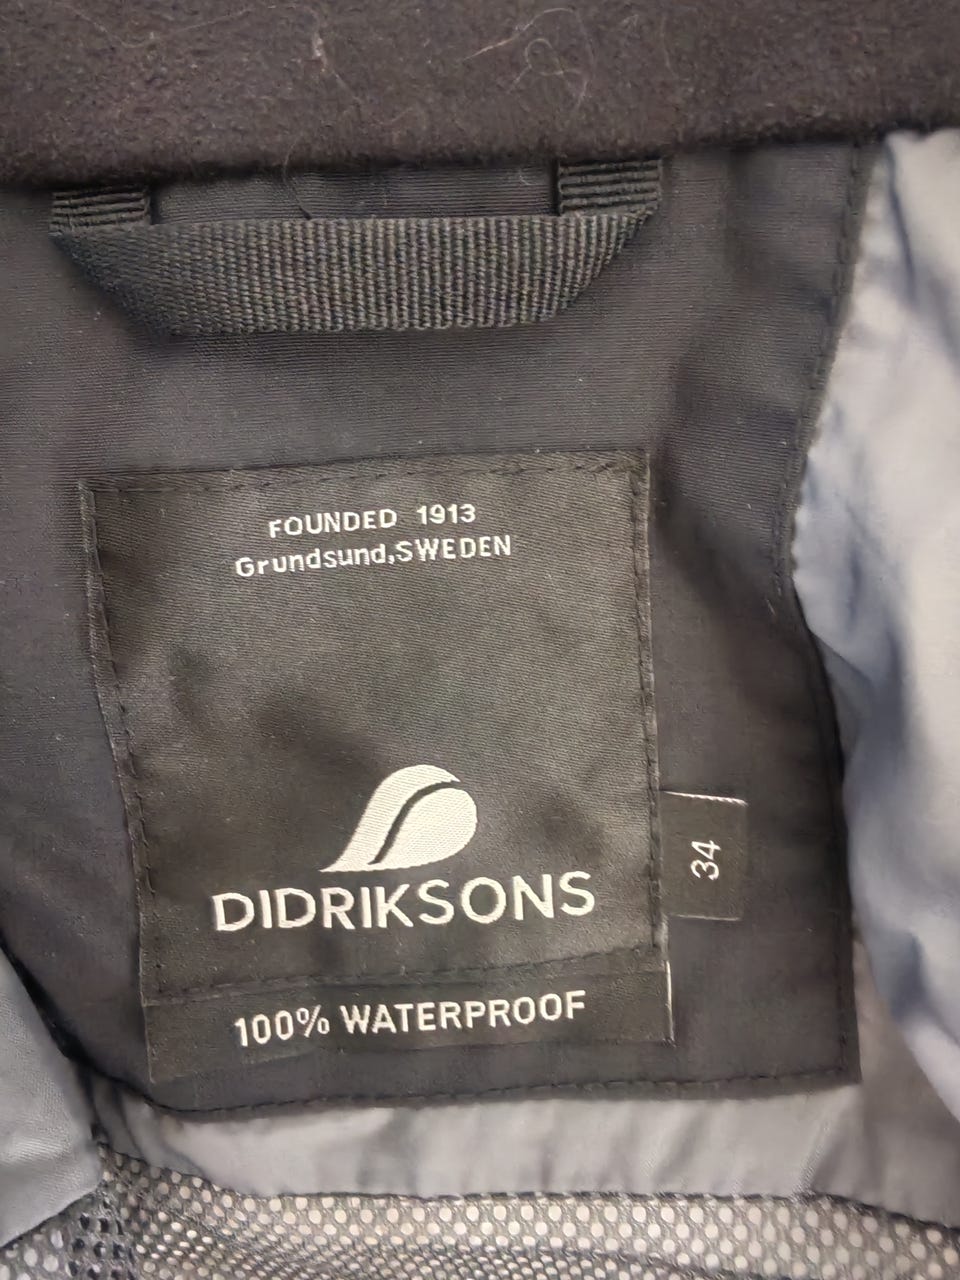 FOUNDED 1913
Grundsund,SWEDEN
DIDRIKSONS
34
100% WATERPROOF